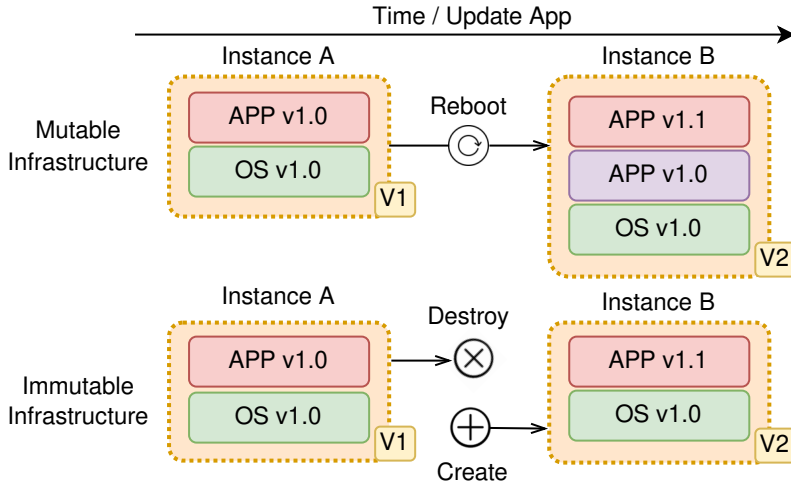 Time / Update App
Instance A
Instance B
Mutable
Infrastructure
APP v1.0
OS v1.0
V1
Reboot
APP v1.1
APP v1.0
OS v1.0
V2
Instance A
Instance B
Immutable
Infrastructure
APP v1.0
OS v1.0
V1
Destroy
Create
APP v1.1
OS v1.0
V2